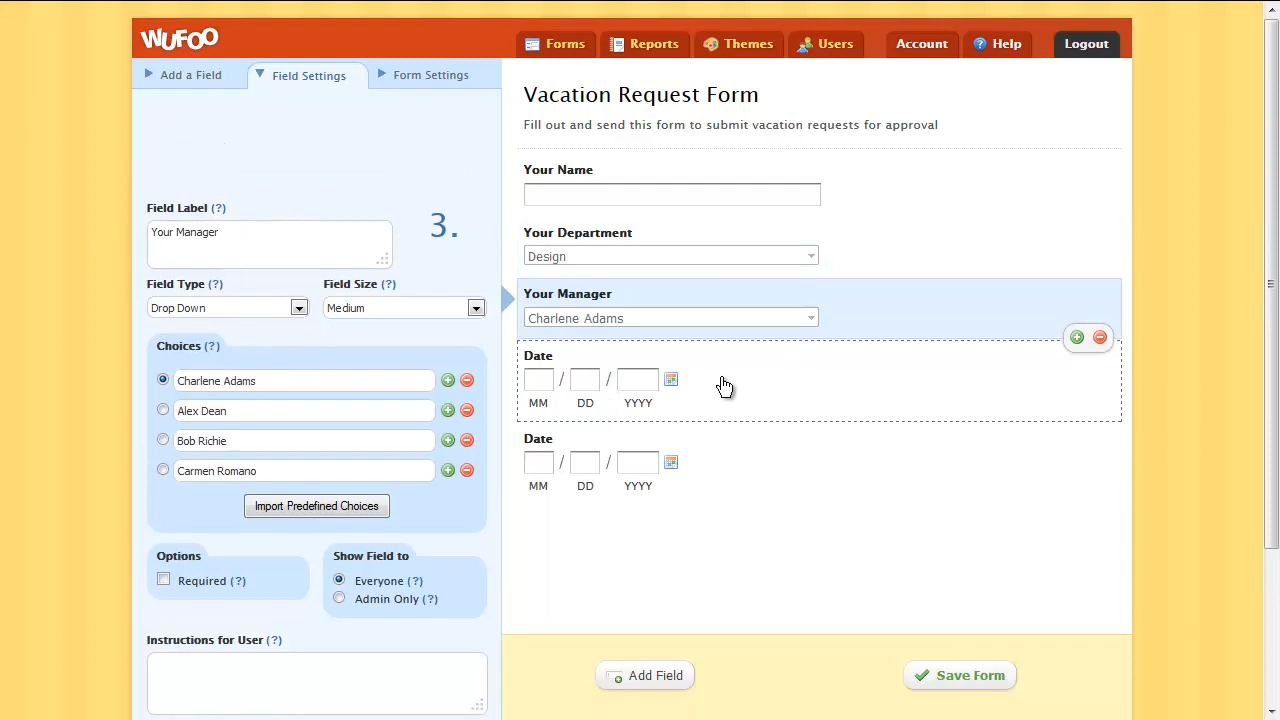 WUFOO
Forms
Reports
Themes
Users
Account
Help
Logout
Add a Field
Field Settings
Form Settings
Field Label (?)
Your Manager
3.
Field Type (?)
Field Size (?)
Drop Down
Medium
Choices (?)
Charlene Adams
Alex Dean
Bob Richie
Carmen Romano
Import Predefined Choices
Options
Required (?)
Show Field to
Everyone (?)
Admin Only (?)
Instructions for User (?)
Vacation Request Form
Fill out and send this form to submit vacation requests for approval
Your Name
Your Department
Design
Your Manager
Charlene Adams
Date
/ /
MM DD YYYY
Date
/ /
MM DD YYYY
Add Field
Save Form